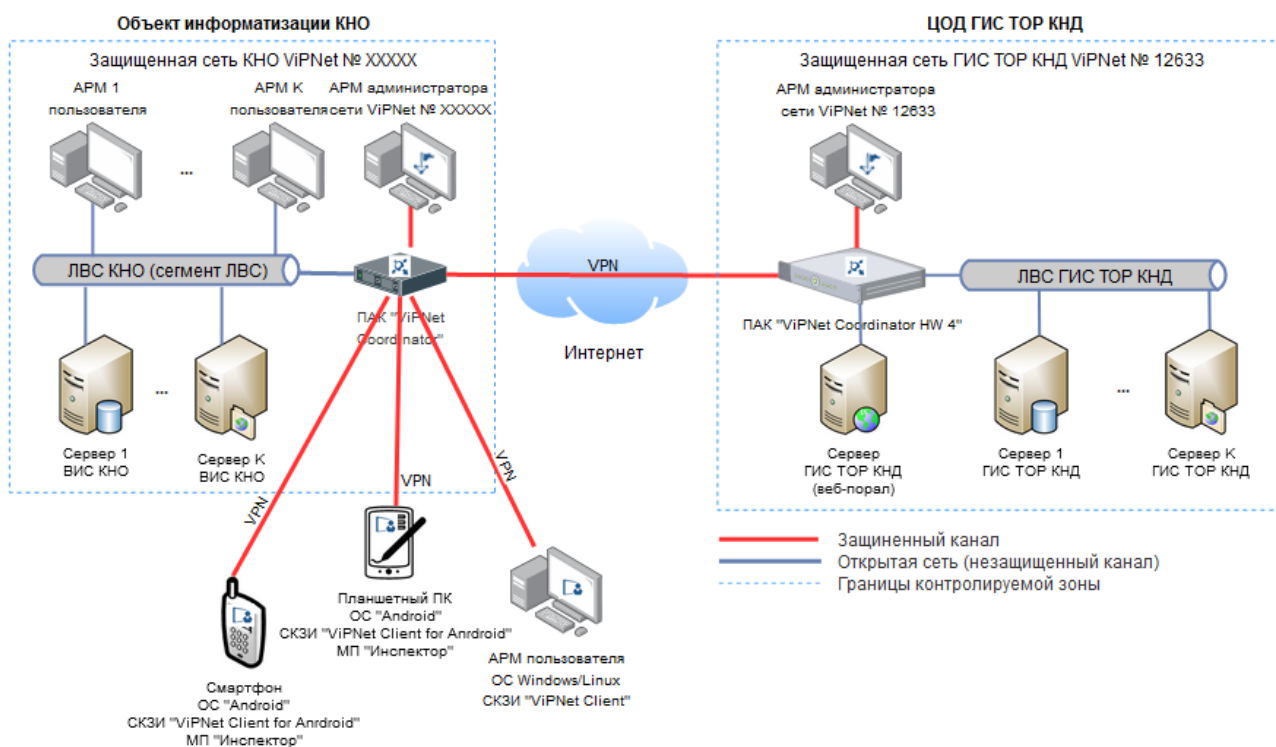 Объект информатизации КНО
ЦОД ГИС ТОР КНД
Защищенная сеть КНО ViPNet № XXXXX
Защищенная сеть ГИС ТОР КНД ViPNet № 12633
АРМ 1
пользователя
АРМ К
пользователя
АРМ администратора
сети ViPNet № XXXXX
АРМ администратора
сети ViPNet № 12633
...
ЛВС КНО (сегмент ЛВС)
VPN
ЛВС ГИС ТОР КНД
ПАК "ViPNet
Coordinator"
ПАК "ViPNet Coordinator HW 4"
Интернет
...
...
Сервер 1
ВИС КНО
Сервер К
ВИС КНО
Сервер
ГИС ТОР КНД
(веб-порал)
Сервер 1
ГИС ТОР КНД
Сервер К
ГИС ТОР КНД
VPN
VPN
VPN
Защиненный канал
Открытая сеть (незащищенный канал)
Границы контролируемой зоны
Планшетный ПК
ОС "Android"
СКЗИ "ViPNet Client for Anrdroid"
МП "Инспектор"
АРМ пользователя
ОС Windows/Linux
СКЗИ "ViPNet Client"
Смартфон
ОС "Android"
СКЗИ "ViPNet Client for Anrdroid"
МП "Инспектор"